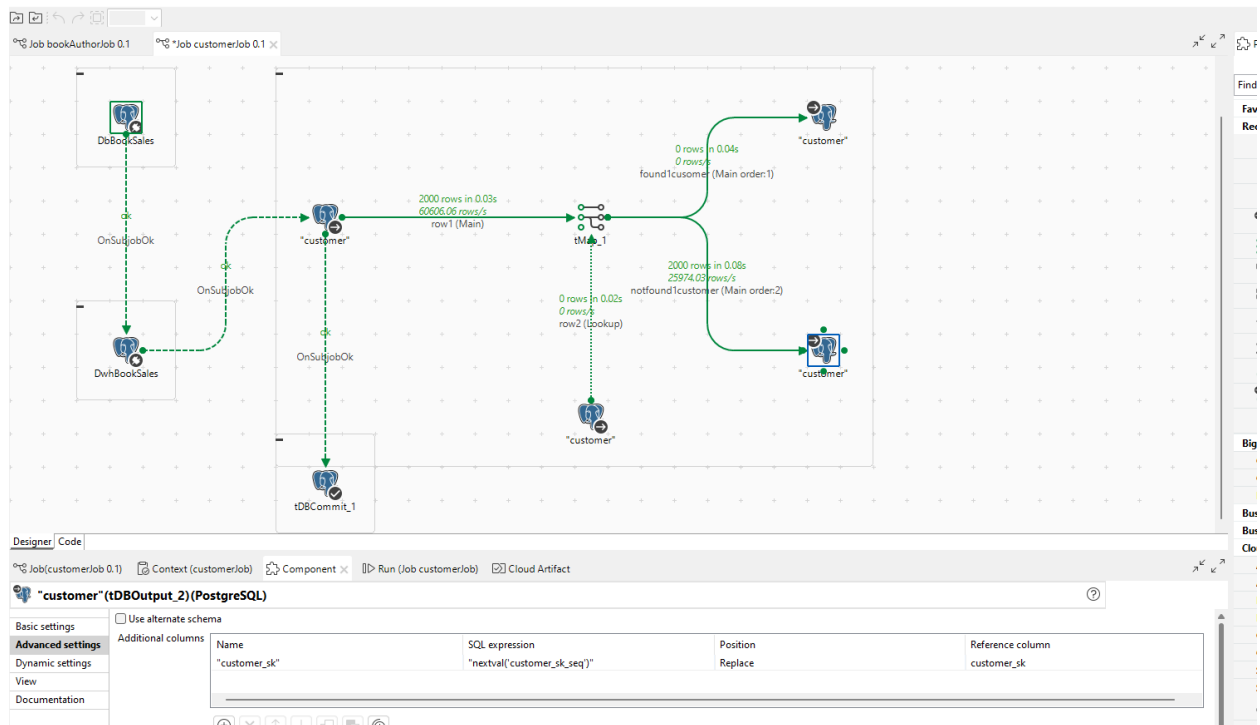 Job bookAuthorJob 0.1
*Job customerJob 0.1
Find
Fav
Rec
DbBookSales
"customer"
0 rows in 0.04s
0 rows/s
found1cusomer (Main order:1)
2000 rows in 0.03s
60606.06 rows/s
row1 (Main)
ok
OnSubjobOk
"customer"
tMap_1
ok
OnSubjobOk
2000 rows in 0.08s
25974.03 rows/s
notfound1customer (Main order:2)
0 rows in 0.02s
0 rows/s
row2 (Lookup)
ok
OnSubjobOk
DwhBookSales
"customer"
"customer"
tDBCommit_1
Big
Bus
Bus
Clo
Designer
Code
Job(customerJob 0.1)
Context (customerJob)
Component
Run (Job customerJob)
Cloud Artifact
"customer"(tDBOutput_2)(PostgreSQL)
Basic settings
Advanced settings
Dynamic settings
View
Documentation
Use alternate schema
Additional columns
Name
SQL expression
Position
Reference column
"customer_sk"
"nextval('customer_sk_seq')"
Replace
customer_sk